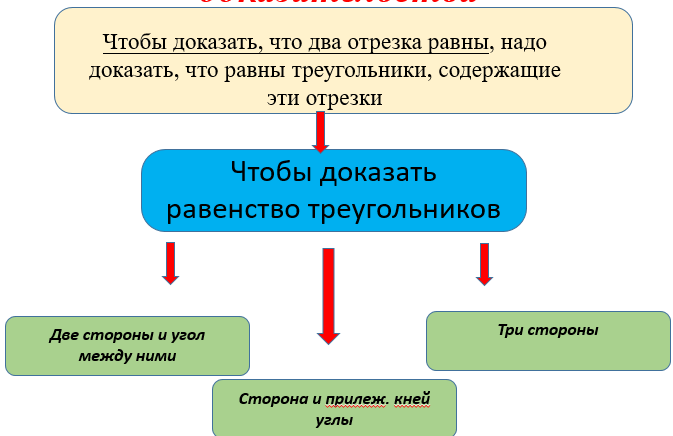 Чтобы доказать, что два отрезка равны, надо
доказать, что равны треугольники, содержащие
эти отрезки
Чтобы доказать
равенство треугольников
Две стороны и угол
между ними
Три стороны
Сторона и прилеж. кней
углы